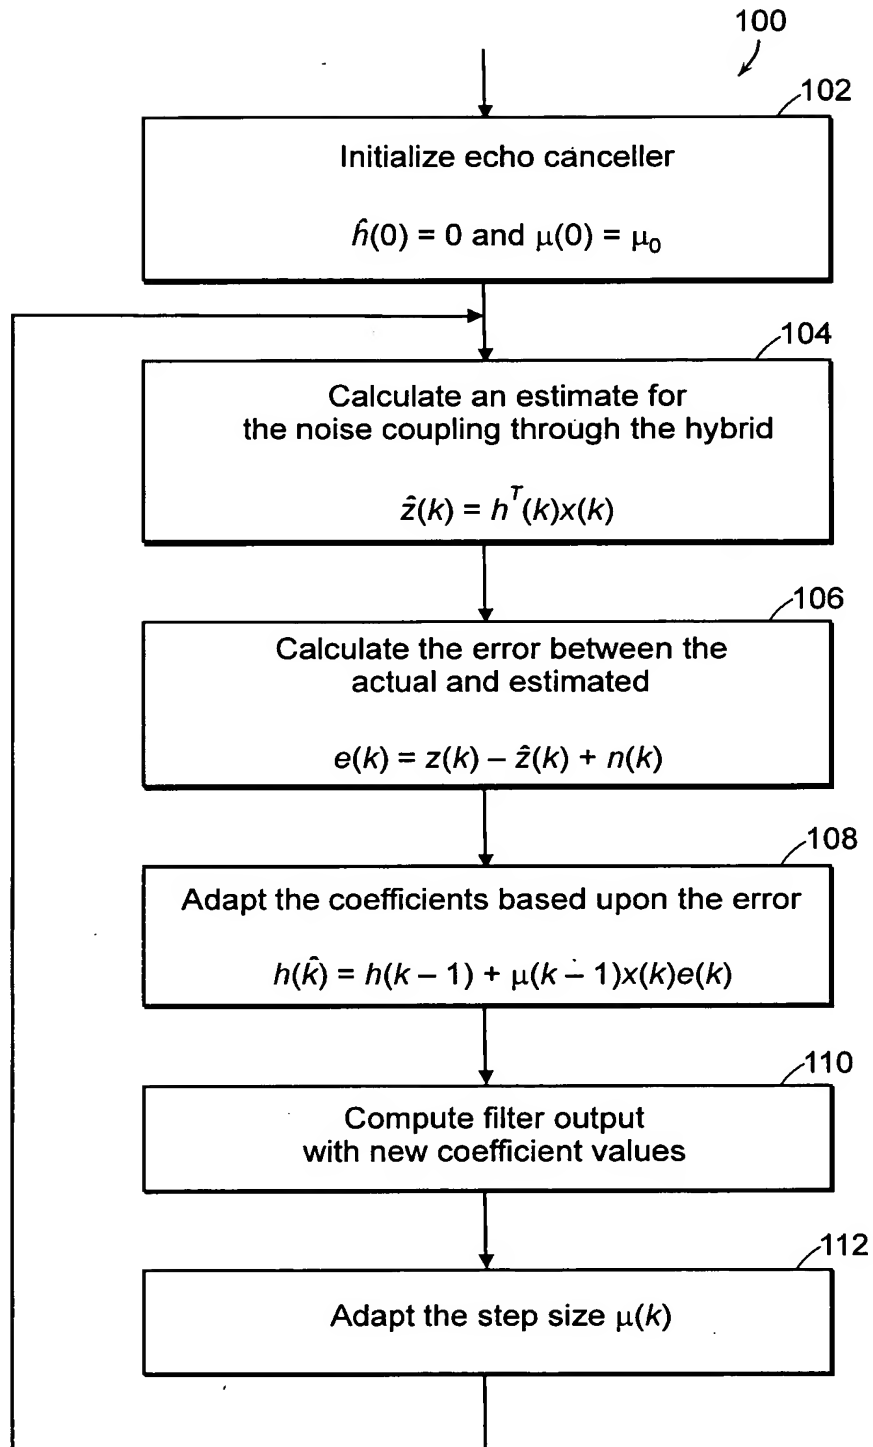 100
102
Initialize echo canceller
ĥ(0) = 0 and μ(0) = μ₀
104
Calculate an estimate for
the noise coupling through the hybrid
ẑ(k) = hᵀ(k)x(k)
106
Calculate the error between the
actual and estimated
e(k) = z(k) – ẑ(k) + n(k)
108
Adapt the coefficients based upon the error
h(k̂) = h(k – 1) + μ(k – 1)x(k)e(k)
110
Compute filter output
with new coefficient values
112
Adapt the step size μ(k)